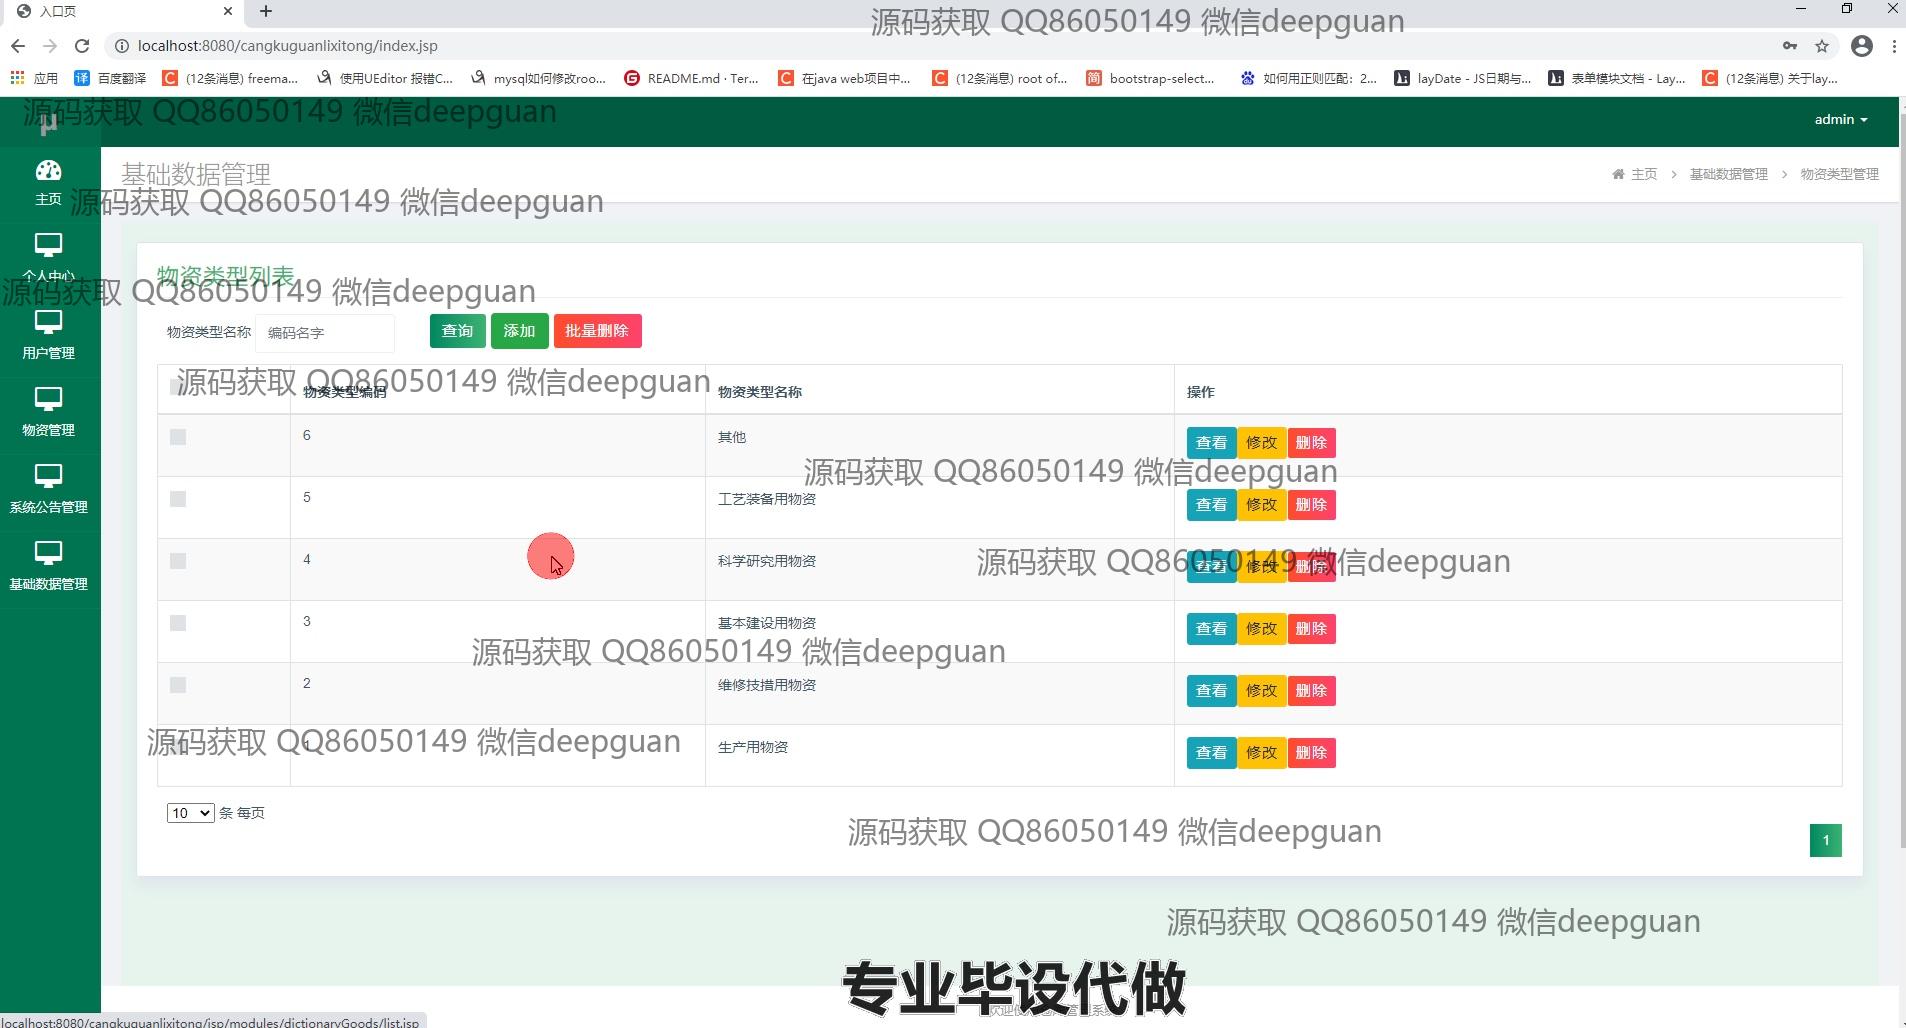 入口页
源码获取 QQ86050149 微信deepguan
localhost:8080/cangkuguanlixitong/index.jsp
应用 百度翻译 (12条消息) freema... 使用UEditor 报错C... mysql如何修改roo... README.md · Ter... 在java web项目中... (12条消息) root of... bootstrap-select... 如何用正则匹配：2... layDate - JS日期与... 表单模块文档 - Lay... (12条消息) 关于lay...
源码获取 QQ86050149 微信deepguan
μ
admin
主页
基础数据管理
主页 > 基础数据管理 > 物资类型管理
源码获取 QQ86050149 微信deepguan
个人中心
物资类型列表
源码获取 QQ86050149 微信deepguan
用户管理
物资类型名称 编码名字 查询 添加 批量删除
源码获取 QQ86050149 微信deepguan
物资类型编码 物资类型名称 操作
物资管理
6 其他 查看 修改 删除
源码获取 QQ86050149 微信deepguan
系统公告管理
5 工艺装备用物资 查看 修改 删除
基础数据管理
4 科学研究用物资 查看 修改 删除
源码获取 QQ86050149 微信deepguan
3 基本建设用物资 查看 修改 删除
源码获取 QQ86050149 微信deepguan
2 维修技措用物资 查看 修改 删除
源码获取 QQ86050149 微信deepguan
1 生产用物资 查看 修改 删除
10 条 每页
源码获取 QQ86050149 微信deepguan
1
源码获取 QQ86050149 微信deepguan
专业毕设代做
localhost:8080/cangkuguanlixitong/jsp/modules/dictionaryGoods/list.jsp